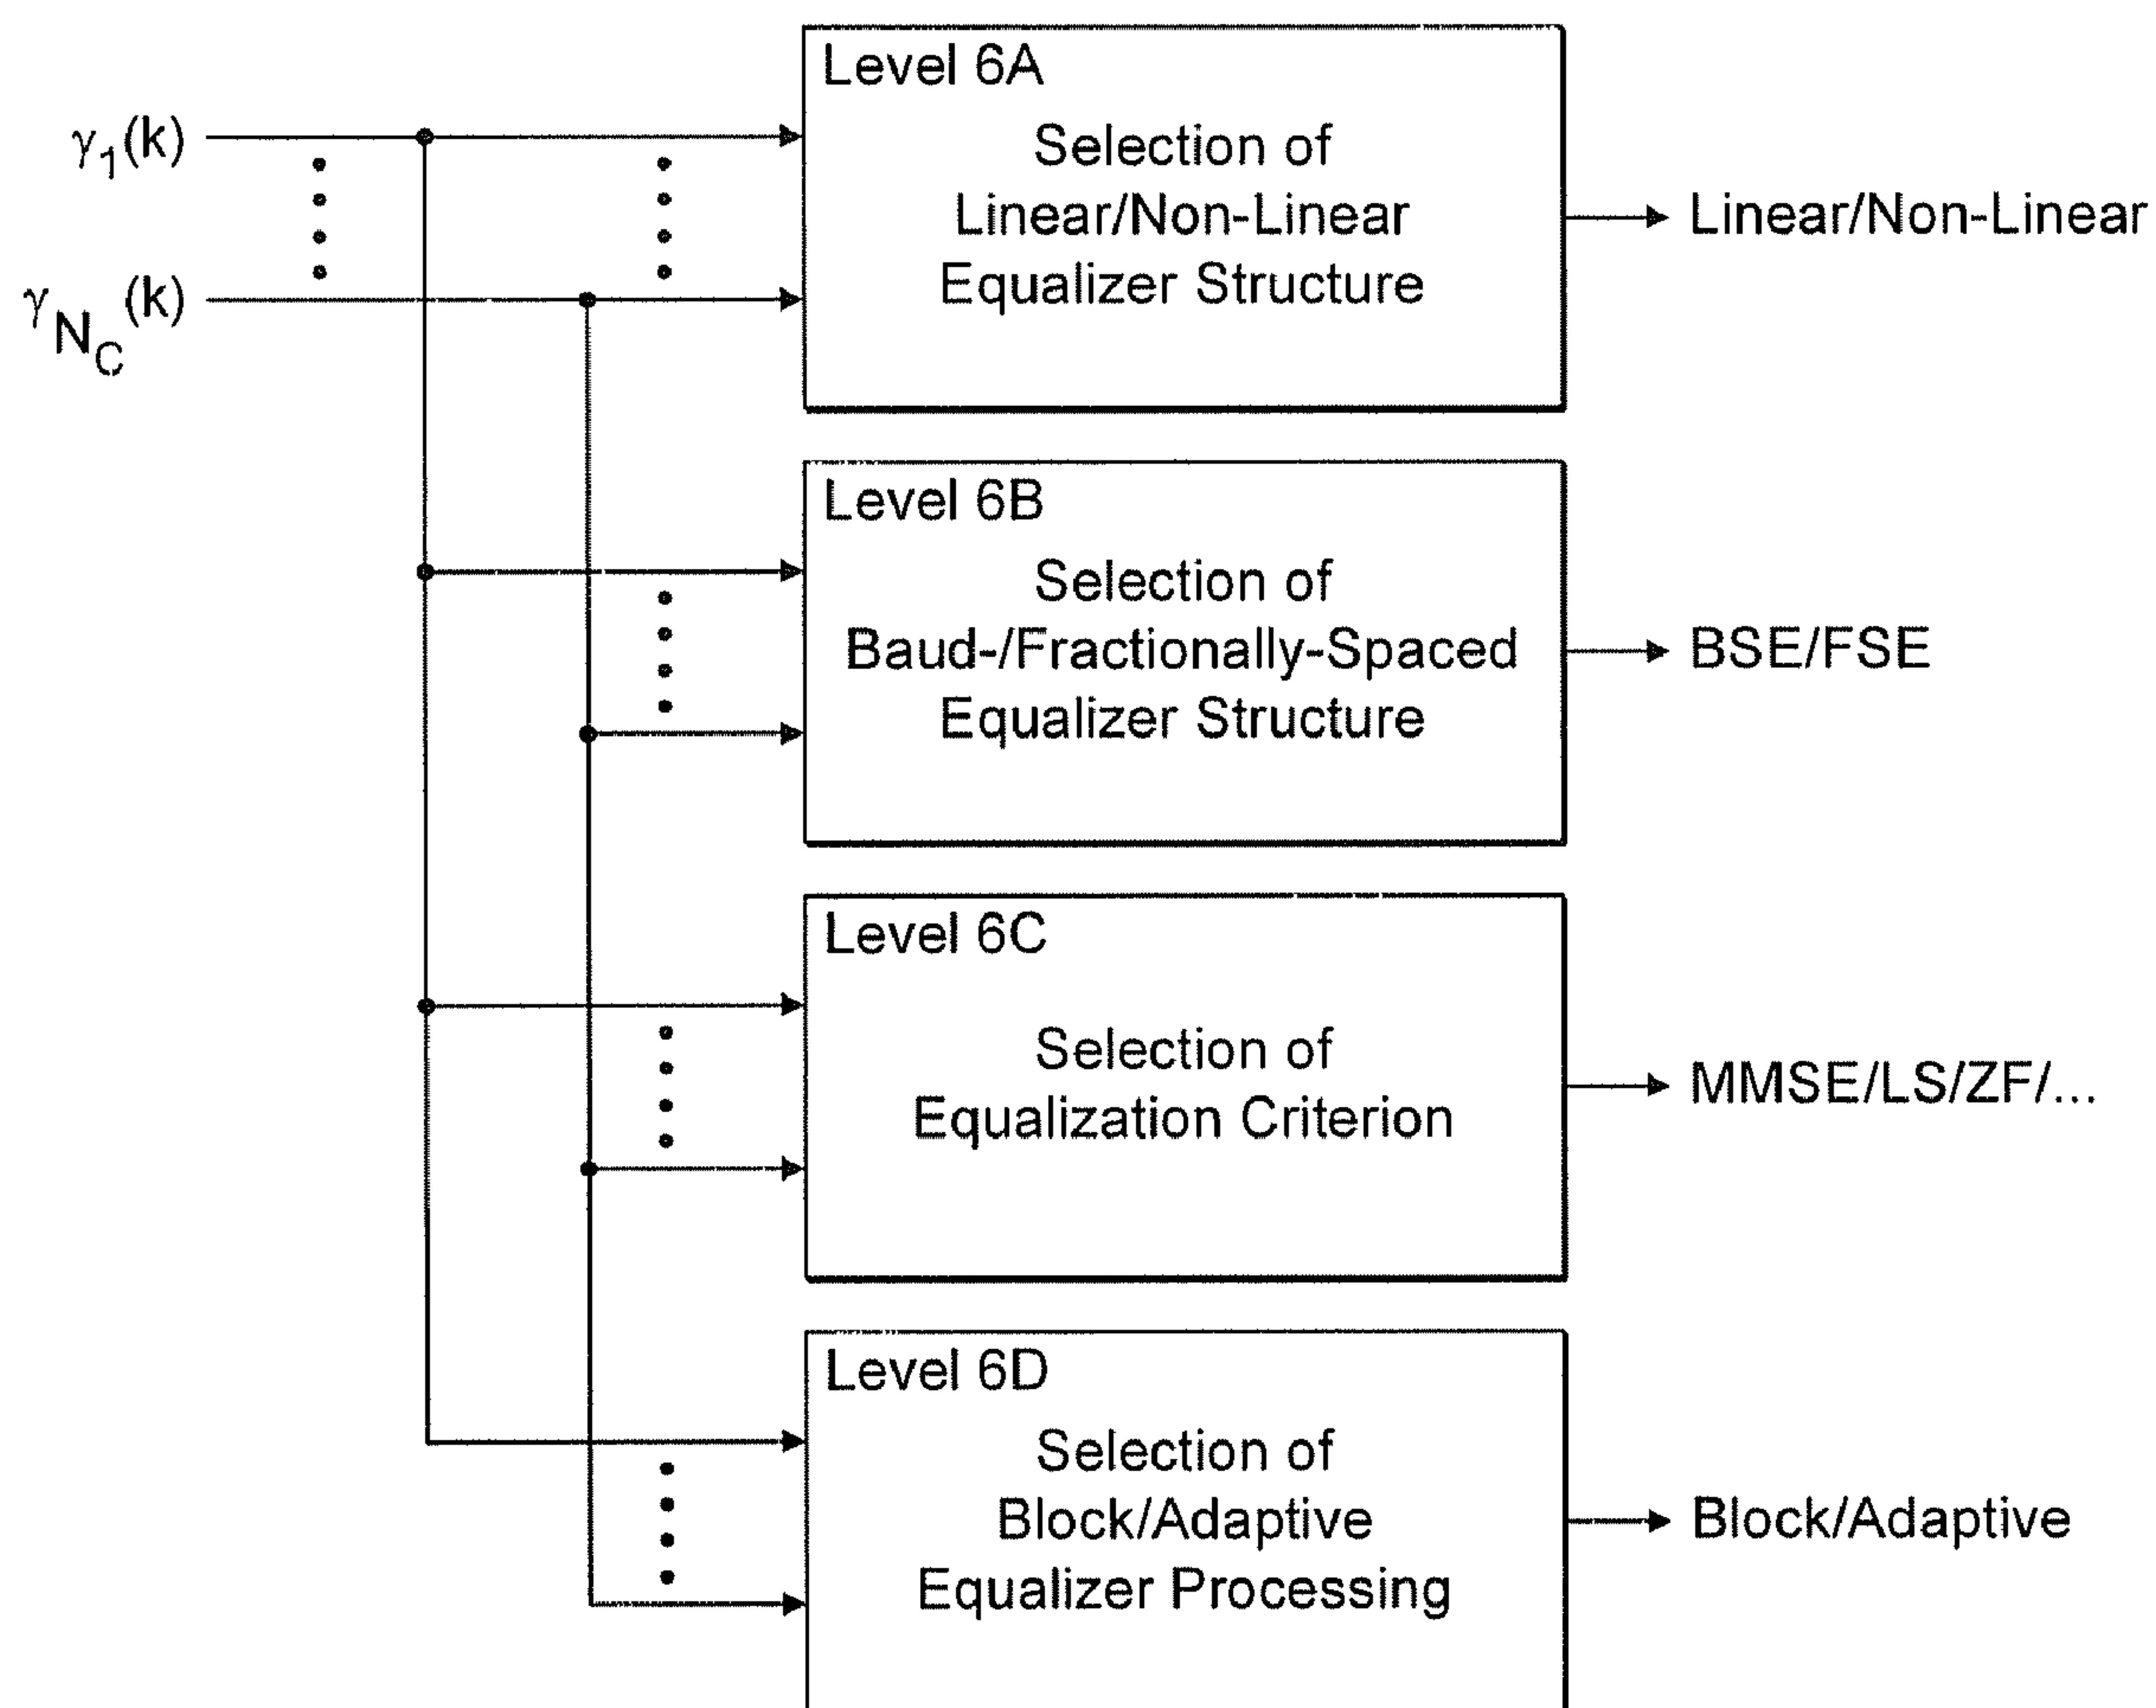 Level 6A
γ1(k)
Selection of
Linear/Non-Linear
Equalizer Structure
Linear/Non-Linear
γNC(k)
Level 6B
Selection of
Baud-/Fractionally-Spaced
Equalizer Structure
BSE/FSE
Level 6C
Selection of
Equalization Criterion
MMSE/LS/ZF/...
Level 6D
Selection of
Block/Adaptive
Equalizer Processing
Block/Adaptive